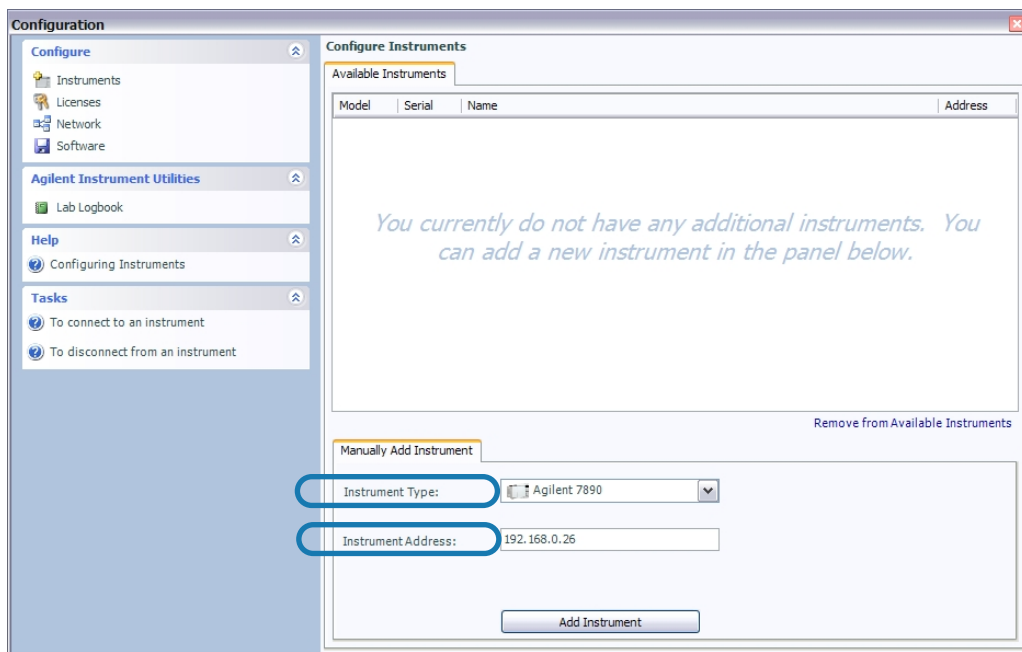 Configuration
Configure
Instruments
Licenses
Network
Software
Agilent Instrument Utilities
Lab Logbook
Help
Configuring Instruments
Tasks
To connect to an instrument
To disconnect from an instrument
Configure Instruments
Available Instruments
Model Serial Name Address
You currently do not have any additional instruments. You
can add a new instrument in the panel below.
Remove from Available Instruments
Manually Add Instrument
Instrument Type: Agilent 7890
Instrument Address: 192.168.0.26
Add Instrument